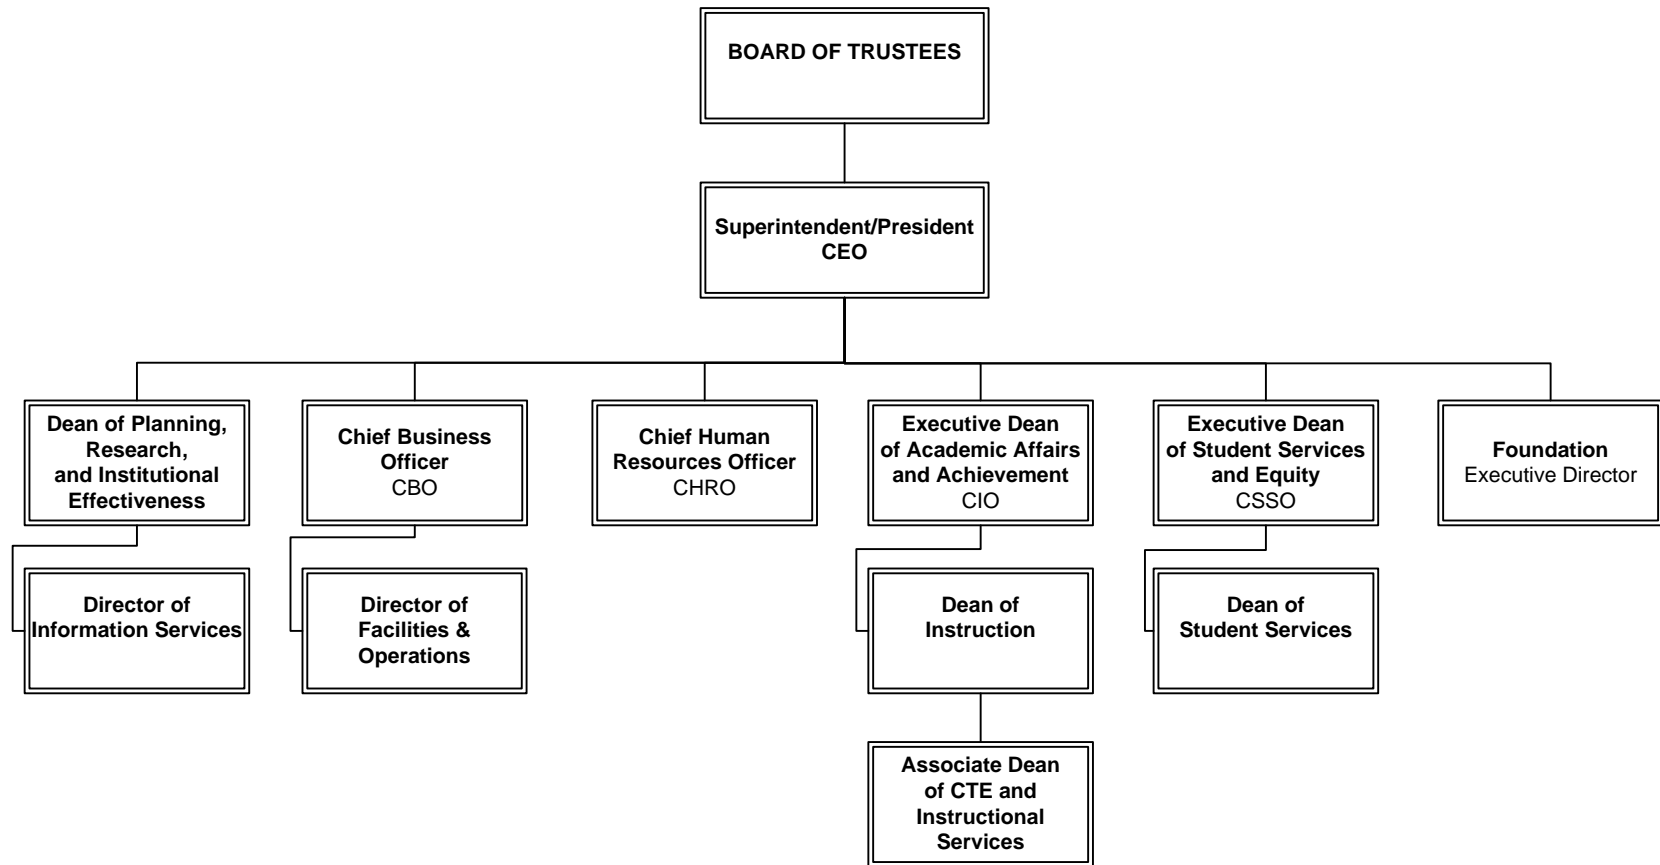 BOARD OF TRUSTEES
Superintendent/President
CEO
Dean of Planning,
Research,
and Institutional
Effectiveness
Chief Business
Officer
CBO
Chief Human
Resources Officer
CHRO
Executive Dean
of Academic Affairs
and Achievement
CIO
Executive Dean
of Student Services
and Equity
CSSO
Foundation
Executive Director
Director of
Information Services
Director of
Facilities &
Operations
Dean of
Instruction
Dean of
Student Services
Associate Dean
of CTE and
Instructional
Services